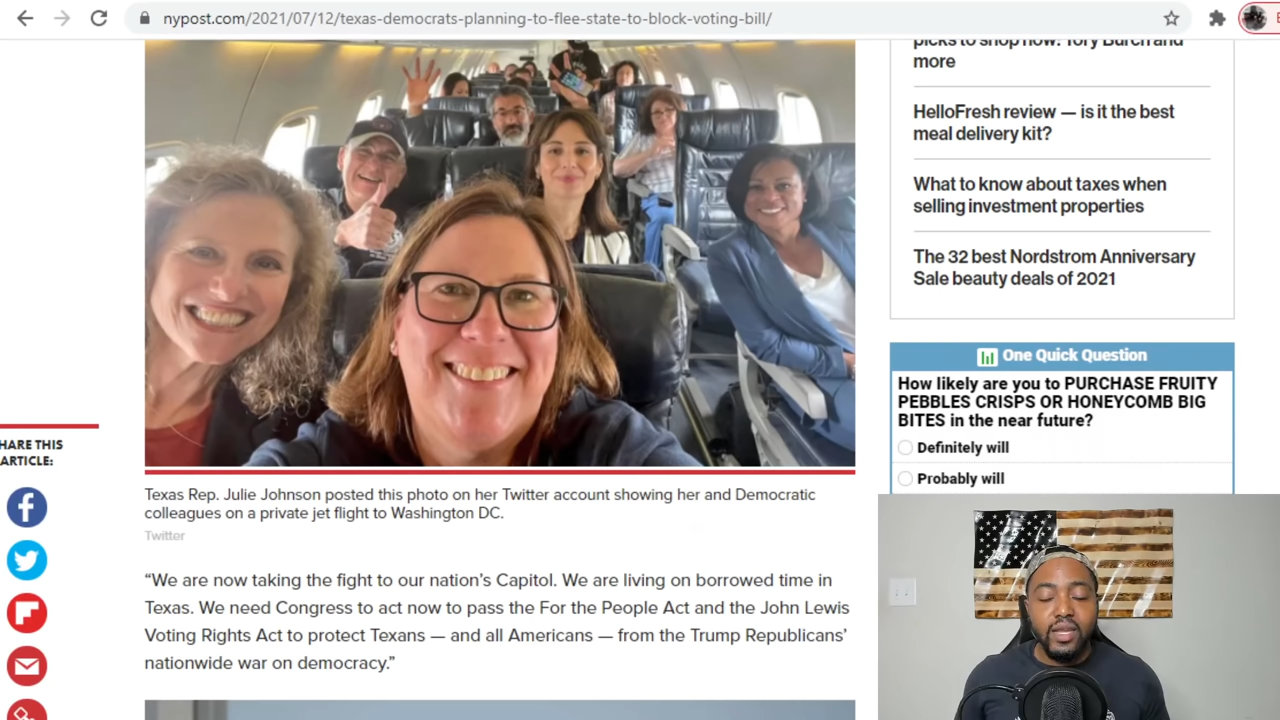 nypost.com/2021/07/12/texas-democrats-planning-to-flee-state-to-block-voting-bill/
picks to shop now: Tory Burch and
more
HelloFresh review — is it the best
meal delivery kit?
What to know about taxes when
selling investment properties
The 32 best Nordstrom Anniversary
Sale beauty deals of 2021
One Quick Question
How likely are you to PURCHASE FRUITY
PEBBLES CRISPS OR HONEYCOMB BIG
BITES in the near future?
Definitely will
Probably will
HARE THIS
ARTICLE:
Texas Rep. Julie Johnson posted this photo on her Twitter account showing her and Democratic
colleagues on a private jet flight to Washington DC.
Twitter
“We are now taking the fight to our nation’s Capitol. We are living on borrowed time in
Texas. We need Congress to act now to pass the For the People Act and the John Lewis
Voting Rights Act to protect Texans — and all Americans — from the Trump Republicans’
nationwide war on democracy.”